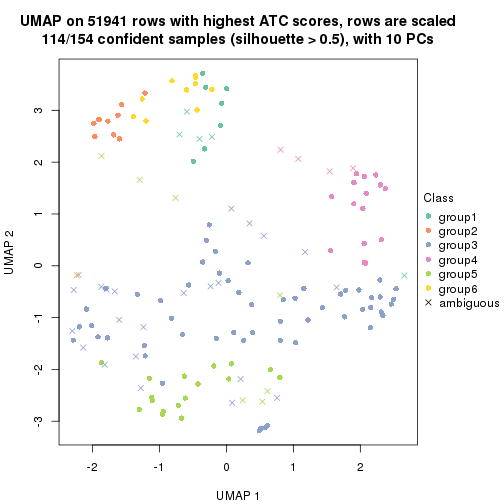 UMAP on 51941 rows with highest ATC scores, rows are scaled
114/154 confident samples (silhouette > 0.5), with 10 PCs
3
2
1
0
-1
-2
-3
UMAP 2
-2
-1
0
1
2
UMAP 1
Class
group1
group2
group3
group4
group5
group6
ambiguous